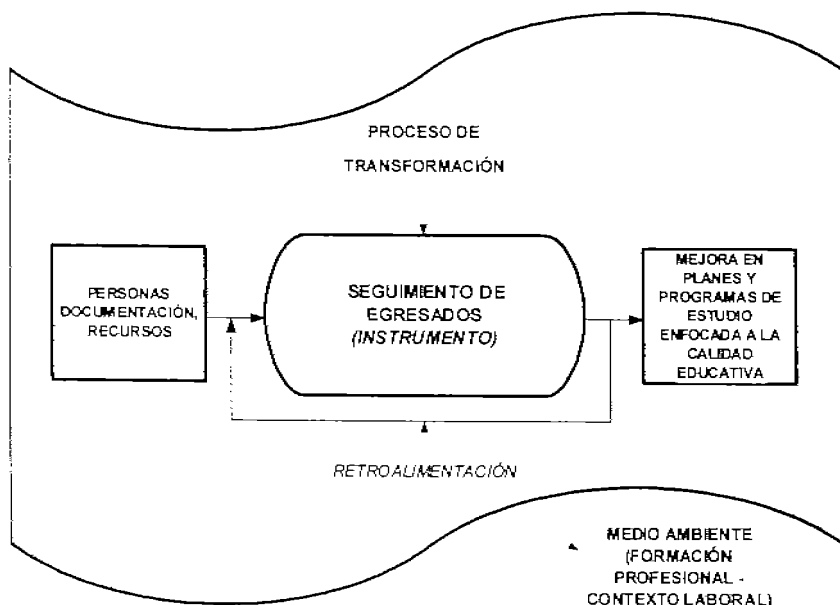 PROCESO DE
TRANSFORMACIÓN
PERSONAS
DOCUMENTACIÓN,
RECURSOS
SEGUIMIENTO DE
EGRESADOS
(INSTRUMENTO)
MEJORA EN
PLANES Y
PROGRAMAS DE
ESTUDIO
ENFOCADA A LA
CALIDAD
EDUCATIVA
RETROALIMENTACIÓN
MEDIO AMBIENTE
(FORMACIÓN
PROFESIONAL -
CONTEXTO LABORAL)